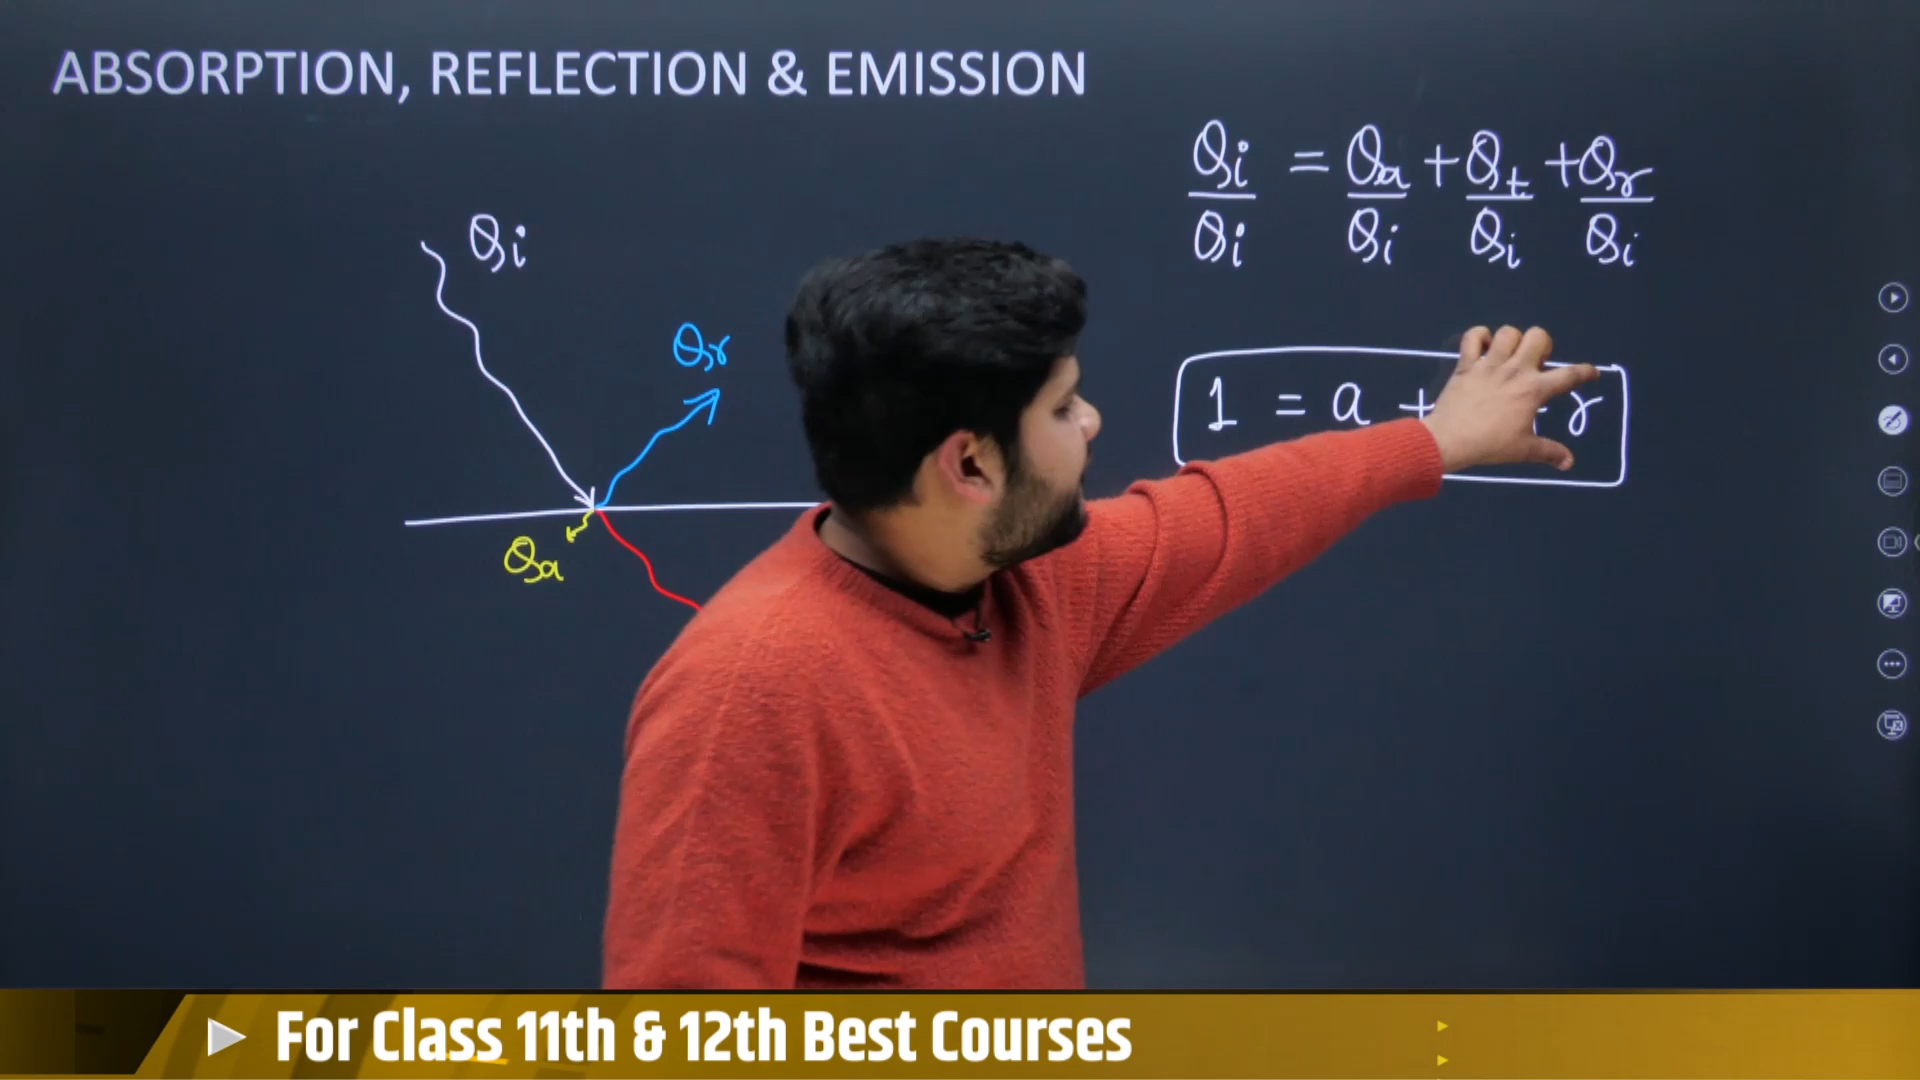 ABSORPTION, REFLECTION & EMISSION
Qi/Qi = Qa/Qi + Qt/Qi + Qr/Qi
Qi
Qr
1 = a + r
Qa
For Class 11th & 12th Best Courses